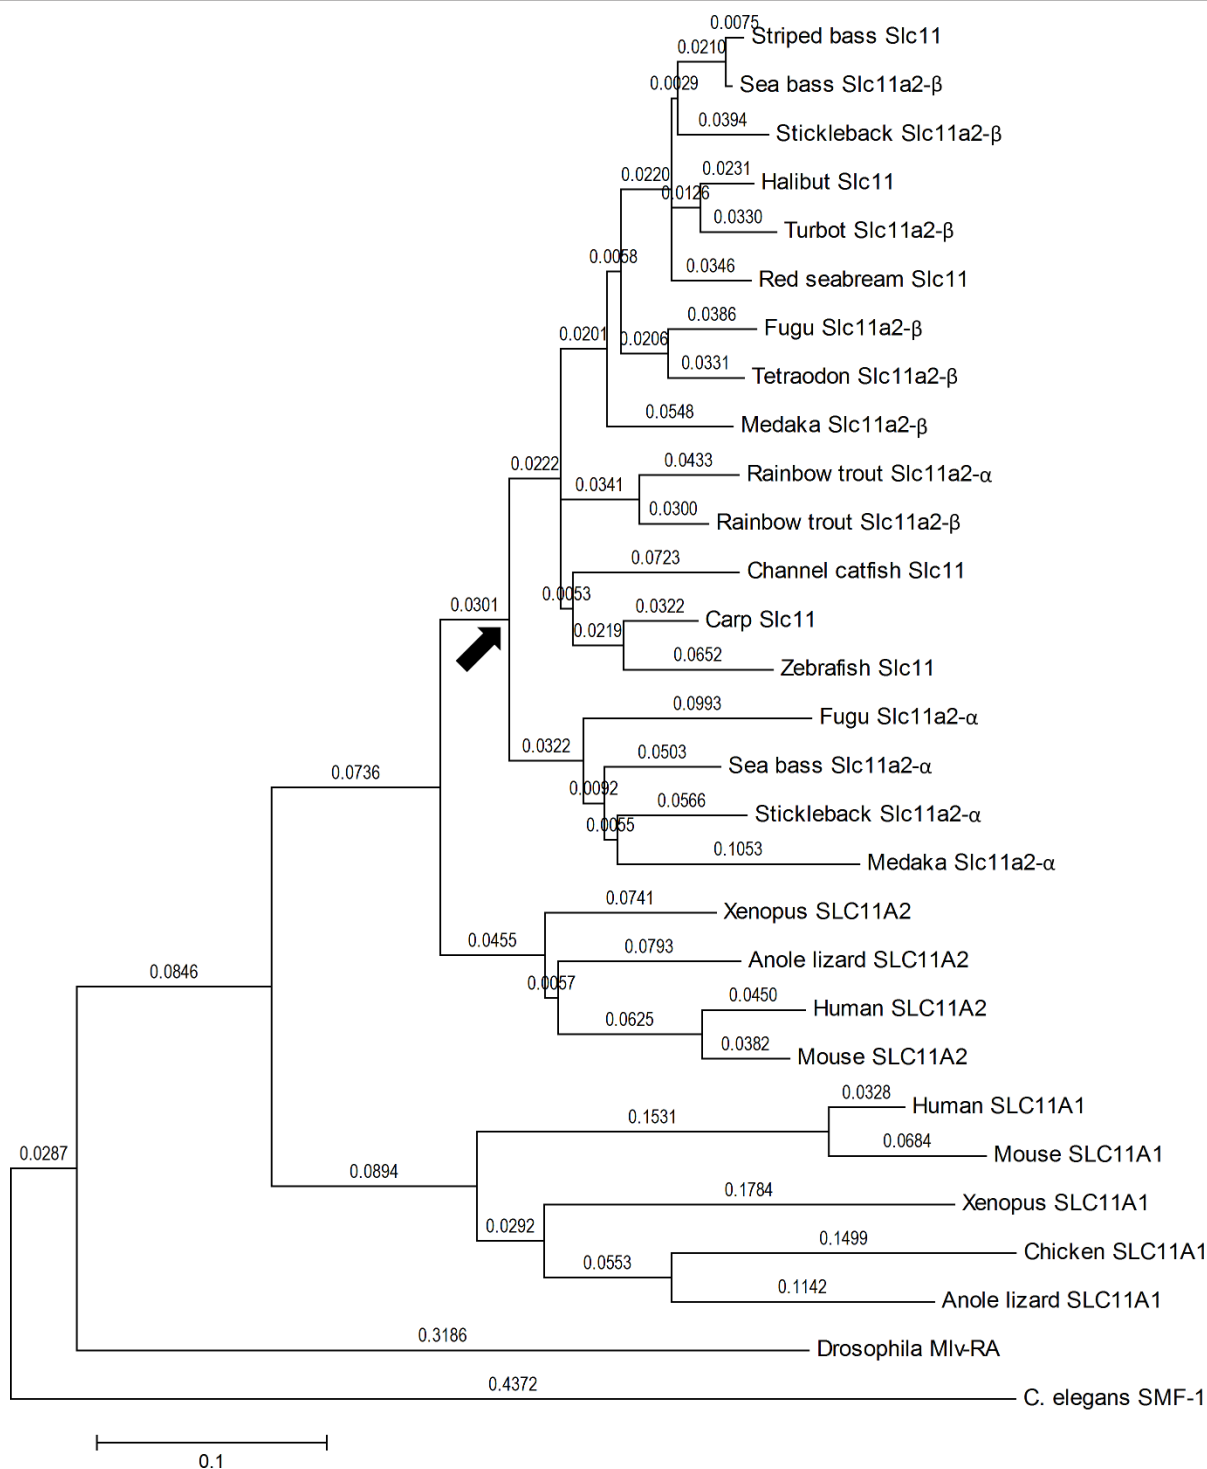 0.0075
Striped bass Slc11
0.0210
0.0029
Sea bass Slc11a2-β
0.0394
Stickleback Slc11a2-β
0.0220
0.0231
Halibut Slc11
0.0126
0.0330
Turbot Slc11a2-β
0.0058
0.0346
Red seabream Slc11
0.0386
Fugu Slc11a2-β
0.0201
0.0206
0.0331
Tetraodon Slc11a2-β
0.0548
Medaka Slc11a2-β
0.0222
0.0433
Rainbow trout Slc11a2-α
0.0341
0.0300
Rainbow trout Slc11a2-β
0.0723
Channel catfish Slc11
0.0053
0.0301
0.0322
Carp Slc11
0.0219
0.0652
Zebrafish Slc11
0.0993
Fugu Slc11a2-α
0.0322
0.0503
Sea bass Slc11a2-α
0.0736
0.0092
0.0566
Stickleback Slc11a2-α
0.0055
0.1053
Medaka Slc11a2-α
0.0741
Xenopus SLC11A2
0.0455
0.0793
Anole lizard SLC11A2
0.0846
0.0057
0.0450
Human SLC11A2
0.0625
0.0382
Mouse SLC11A2
0.0328
Human SLC11A1
0.1531
0.0684
Mouse SLC11A1
0.0287
0.0894
0.1784
Xenopus SLC11A1
0.0292
0.1499
Chicken SLC11A1
0.0553
0.1142
Anole lizard SLC11A1
0.3186
Drosophila Mlv-RA
0.4372
C. elegans SMF-1
0.1